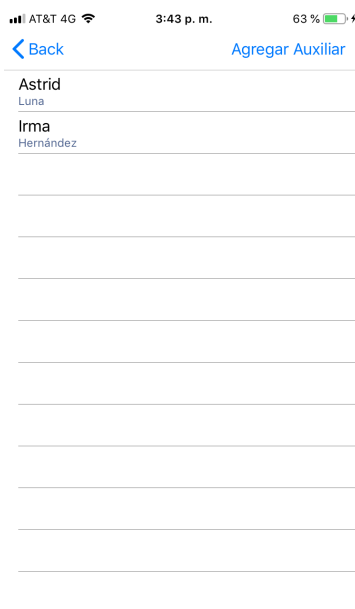 AT&T 4G 3:43 p. m. 63 %
Back Agregar Auxiliar
Astrid
Luna
Irma
Hernández